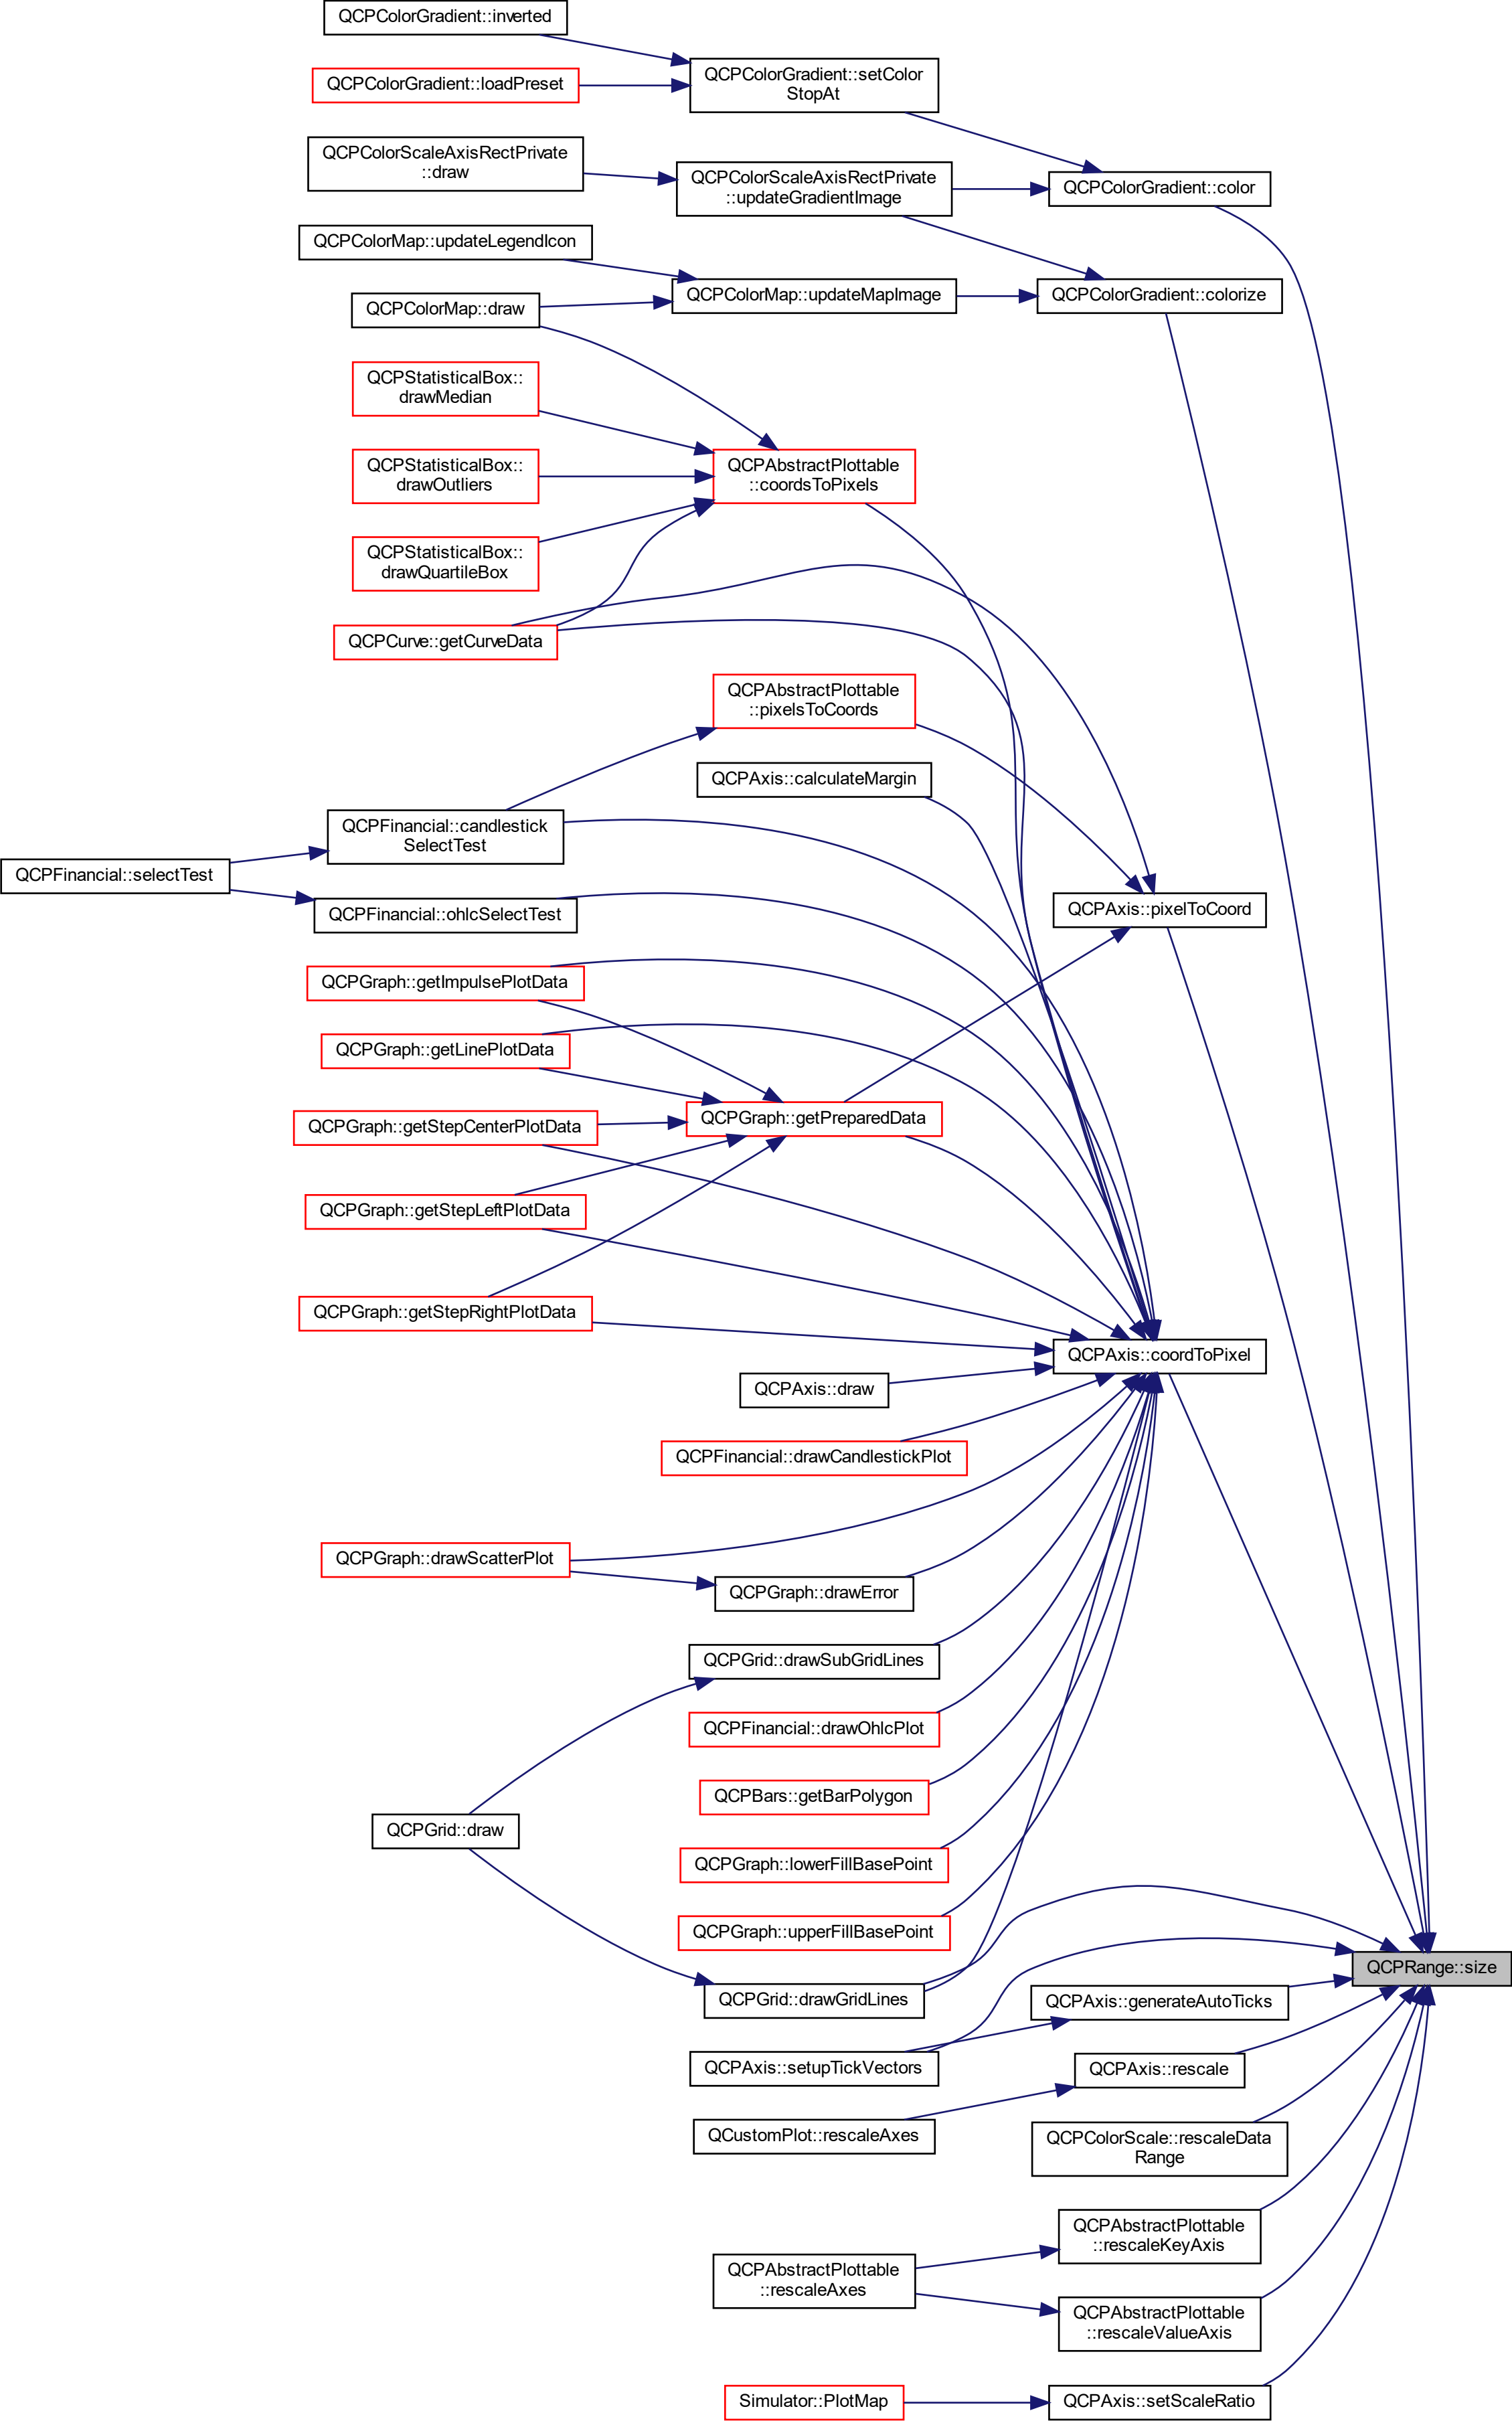 QCPColorGradient::inverted
QCPColorGradient::setColor
StopAt
QCPColorGradient::loadPreset
QCPColorScaleAxisRectPrivate
::draw
QCPColorScaleAxisRectPrivate
::updateGradientImage
QCPColorGradient::color
QCPColorMap::updateLegendIcon
QCPColorMap::draw
QCPColorMap::updateMapImage
QCPColorGradient::colorize
QCPStatisticalBox::
drawMedian
QCPStatisticalBox::
drawOutliers
QCPAbstractPlottable
::coordsToPixels
QCPStatisticalBox::
drawQuartileBox
QCPCurve::getCurveData
QCPAbstractPlottable
::pixelsToCoords
QCPAxis::calculateMargin
QCPFinancial::candlestick
SelectTest
QCPFinancial::selectTest
QCPFinancial::ohlcSelectTest
QCPAxis::pixelToCoord
QCPGraph::getImpulsePlotData
QCPGraph::getLinePlotData
QCPGraph::getStepCenterPlotData
QCPGraph::getPreparedData
QCPGraph::getStepLeftPlotData
QCPGraph::getStepRightPlotData
QCPAxis::coordToPixel
QCPAxis::draw
QCPFinancial::drawCandlestickPlot
QCPGraph::drawScatterPlot
QCPGraph::drawError
QCPGrid::drawSubGridLines
QCPFinancial::drawOhlcPlot
QCPBars::getBarPolygon
QCPGrid::draw
QCPGraph::lowerFillBasePoint
QCPGraph::upperFillBasePoint
QCPRange::size
QCPGrid::drawGridLines
QCPAxis::generateAutoTicks
QCPAxis::setupTickVectors
QCPAxis::rescale
QCustomPlot::rescaleAxes
QCPColorScale::rescaleData
Range
QCPAbstractPlottable
::rescaleKeyAxis
QCPAbstractPlottable
::rescaleAxes
QCPAbstractPlottable
::rescaleValueAxis
Simulator::PlotMap
QCPAxis::setScaleRatio